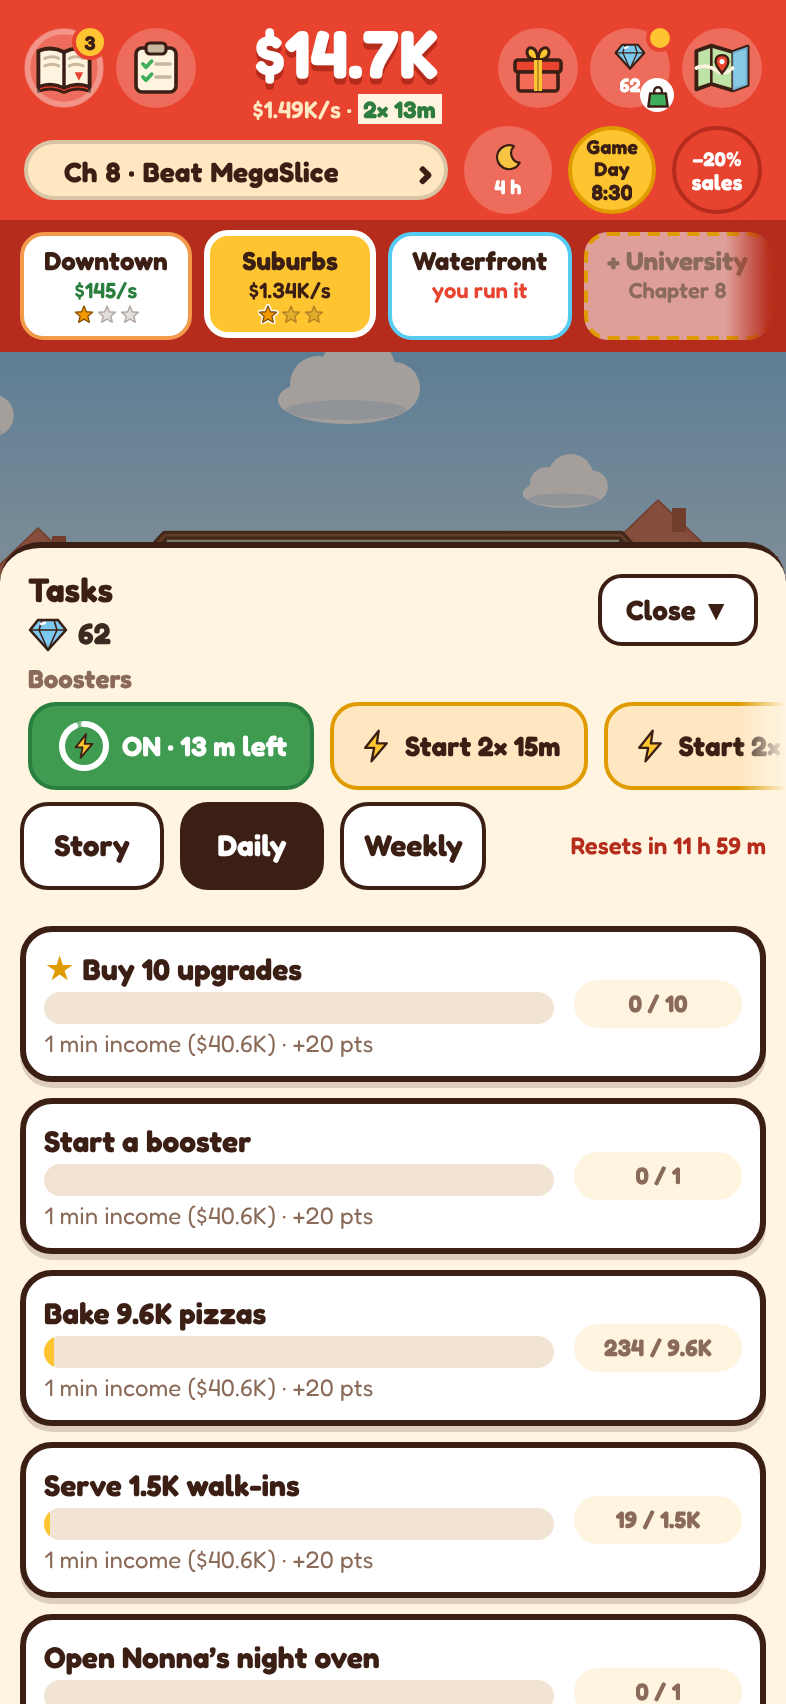 3
$14.7K
$1.49K/s · 2x 13m
62
Ch 8 · Beat MegaSlice ›
4 h
Game
Day
8:30
−20%
sales
Downtown
$145/s
Suburbs
$1.34K/s
Waterfront
you run it
+ University
Chapter 8
Tasks
62
Close ▼
Boosters
ON · 13 m left
Start 2x 15m
Start 2x
Story
Daily
Weekly
Resets in 11 h 59 m
★ Buy 10 upgrades
0 / 10
1 min income ($40.6K) · +20 pts
Start a booster
0 / 1
1 min income ($40.6K) · +20 pts
Bake 9.6K pizzas
234 / 9.6K
1 min income ($40.6K) · +20 pts
Serve 1.5K walk-ins
19 / 1.5K
1 min income ($40.6K) · +20 pts
Open Nonna's night oven
0 / 1